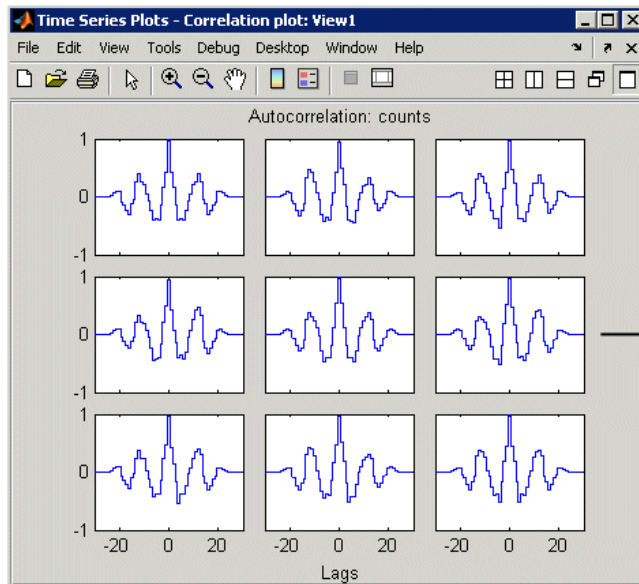 Time Series Plots - Correlation plot: View1
File Edit View Tools Debug Desktop Window Help
Autocorrelation: counts
1
0
-1
1
0
-1
1
0
-1
-20 0 20 -20 0 20 -20 0 20
Lags